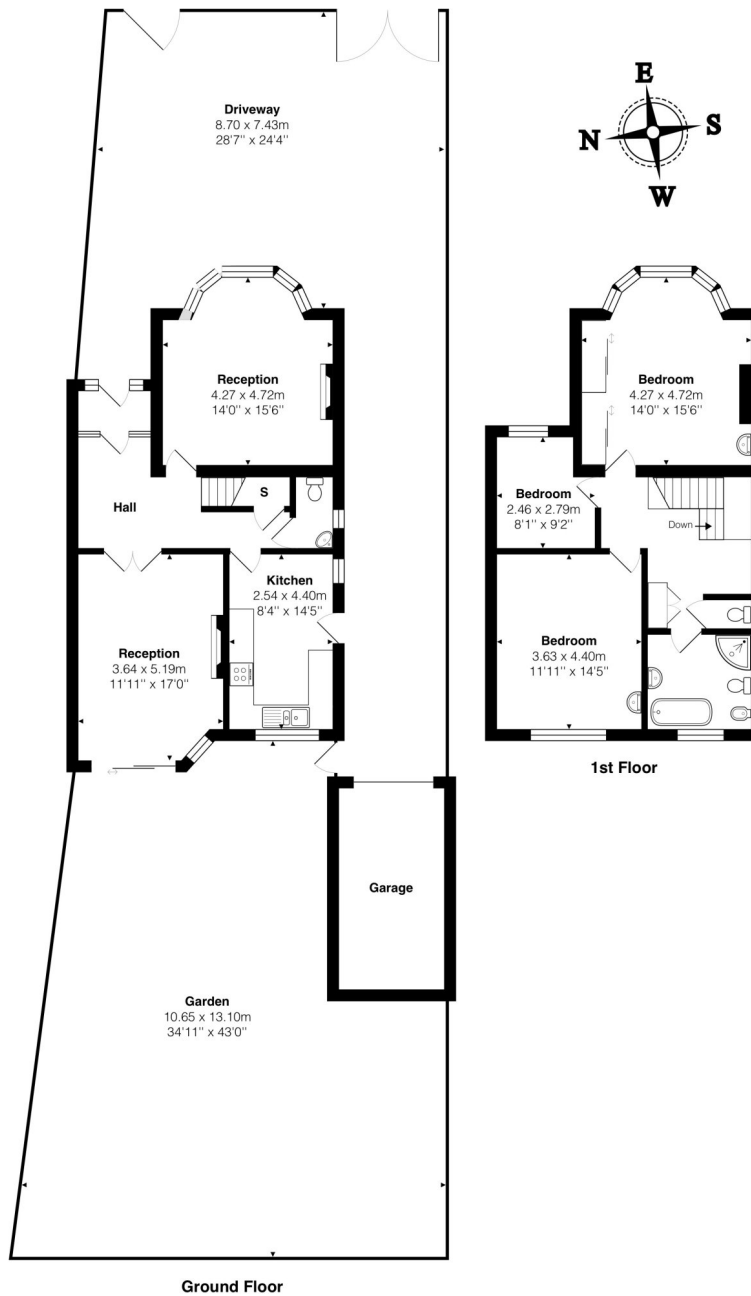 Driveway
8.70 x 7.43m
28'7'' x 24'4''
E
N
S
W
Reception
4.27 x 4.72m
14'0'' x 15'6''
Hall
S
Kitchen
2.54 x 4.40m
8'4'' x 14'5''
Reception
3.64 x 5.19m
11'11'' x 17'0''
Garage
Garden
10.65 x 13.10m
34'11'' x 43'0''
Ground Floor
Bedroom
4.27 x 4.72m
14'0'' x 15'6''
Bedroom
2.46 x 2.79m
8'1'' x 9'2''
Down
Bedroom
3.63 x 4.40m
11'11'' x 14'5''
1st Floor